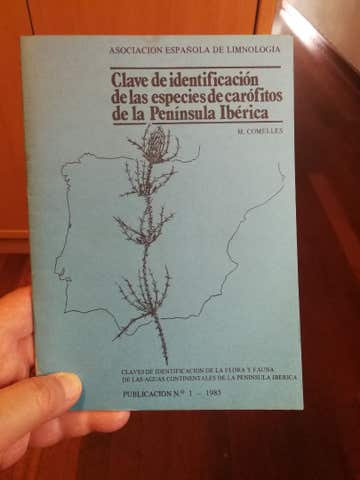 ASOCIACION ESPAÑOLA DE LIMNOLOGIA
Clave de identificación
de las especies de carófitos
de la Península Ibérica
M. COMELLES
CLAVES DE IDENTIFICACION DE LA FLORA Y FAUNA
DE LAS AGUAS CONTINENTALES DE LA PENINSULA IBERICA
PUBLICACION N.º 1 - 1985